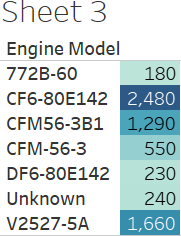 Sheet 3
Engine Model
772B-60 180
CF6-80E142 2,480
CFM56-3B1 1,290
CFM-56-3 550
DF6-80E142 230
Unknown 240
V2527-5A 1,660